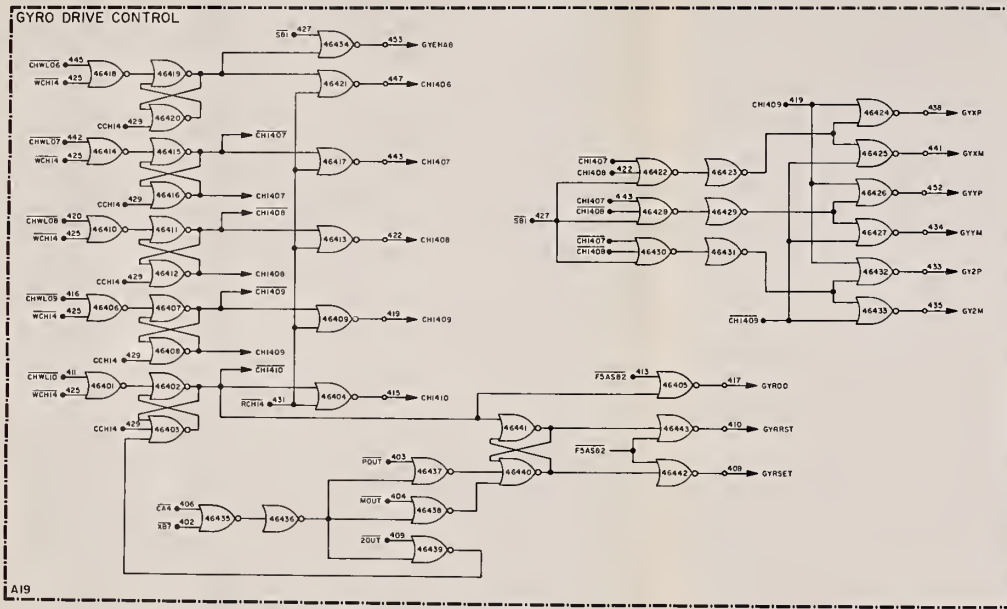 GYRO DRIVE CONTROL
SB1 427
46434
453 GYENAB
CHWL06 445
WCH14 425
46418
46419
46421
447 CH1406
CCH14 429
46420
CHWL07 442
WCH14 425
46414
46415
CH1407
46417
443 CH1407
CCH14 429
46416
CH1407
CHWL08 420
WCH14 425
46410
46411
CH1408
46413
422 CH1408
CCH14 429
46412
CH1408
CHWL09 416
WCH14 425
46406
46407
CH1409
46409
419 CH1409
CCH14 429
46408
CH1409
CHWL10 411
WCH14 425
46401
46402
CH1410
46404
415 CH1410
RCH14 431
CCH14 429
46403
CH1409 419
46424
438 GYXP
46425
441 GYXM
CH1407
CH1408 422
46422
46423
46426
452 GYYP
CH1407 443
CH1408
SB1 427
46428
46429
46427
434 GYYM
CH1407
CH1408
46430
46431
46432
433 GYZP
46433
435 GYZM
CH1409
F5ASB2 413
46405
417 GYROD
46441
46443
410 GYRRST
F5ASB2
POUT 403
46437
46440
46442
408 GYRSET
MOUT 404
46438
CA4 406
XB7 402
46435
46436
ZOUT 409
46439
A19